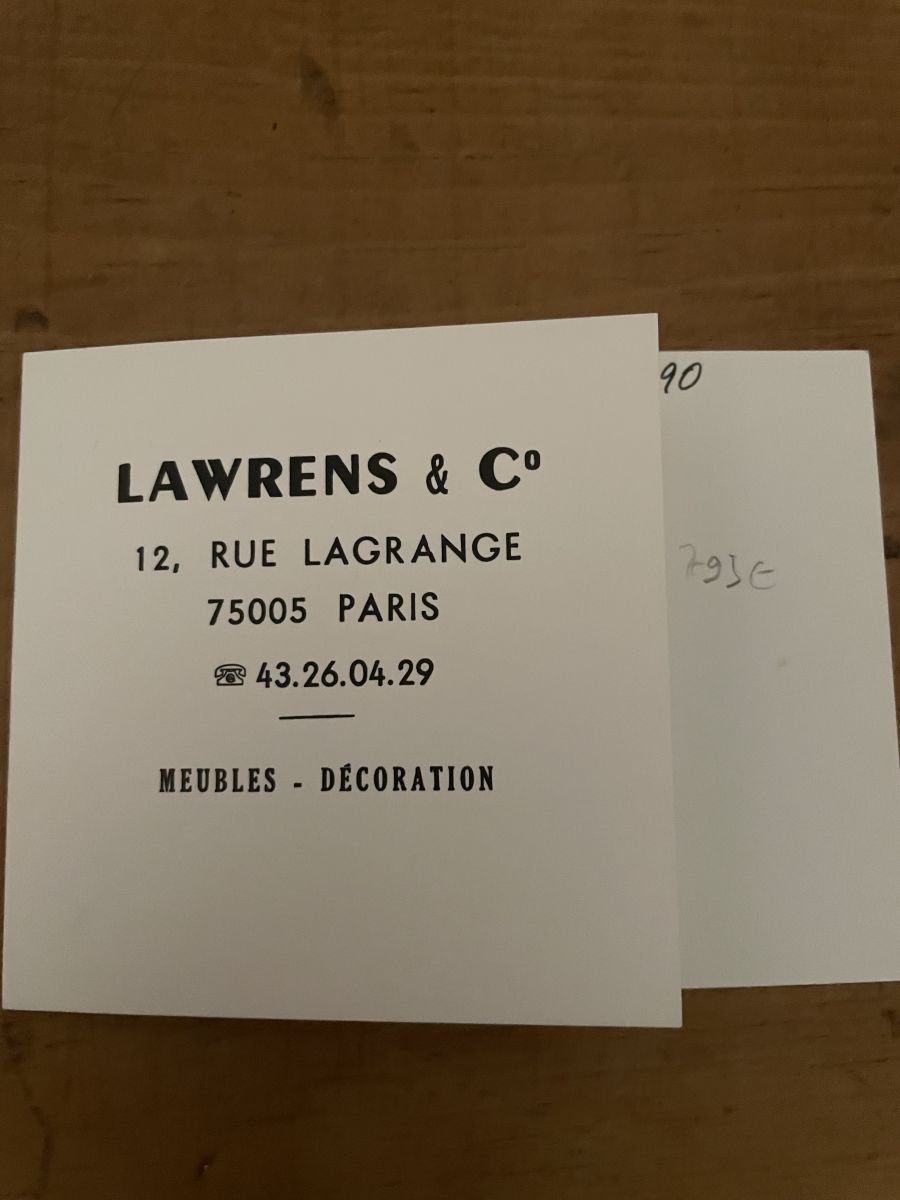 LAWRENS & Cº
12, RUE LAGRANGE
75005 PARIS
☎ 43.26.04.29
MEUBLES - DÉCORATION
90